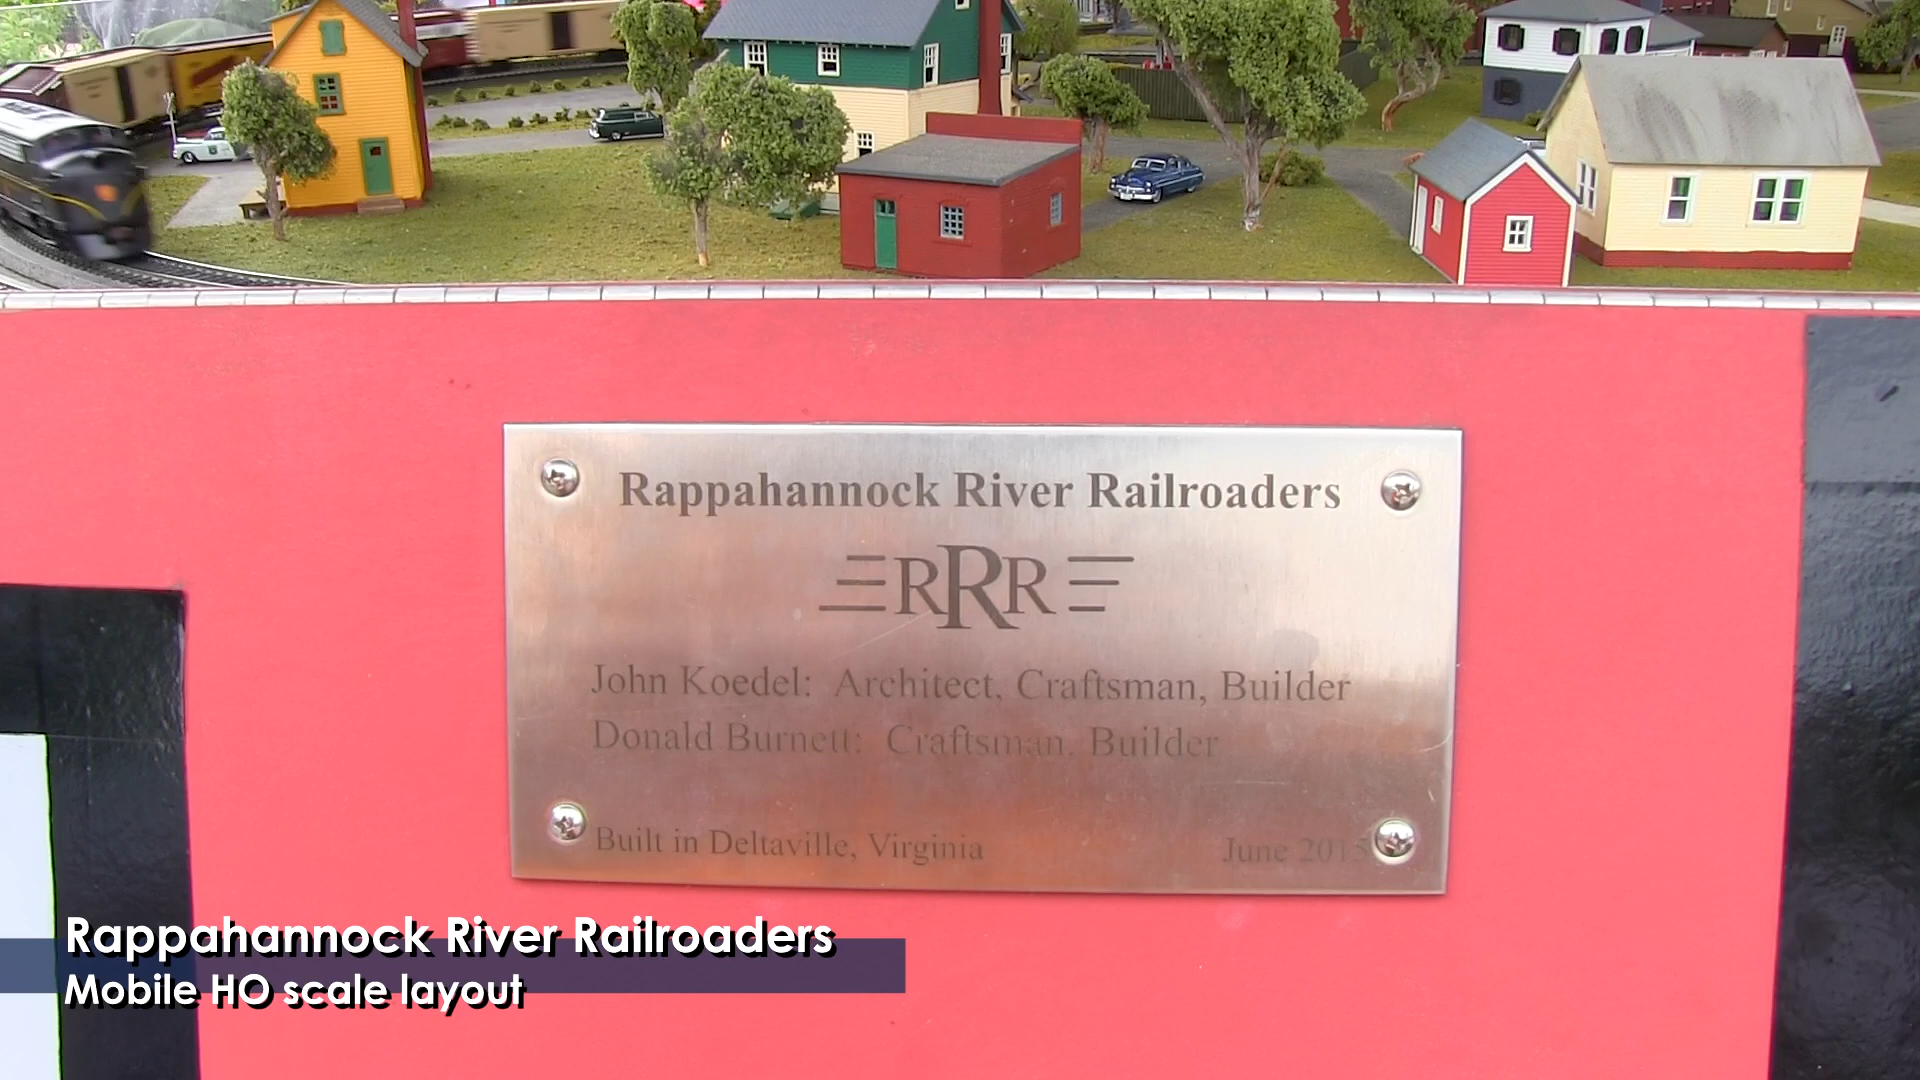 Rappahannock River Railroaders
RRR
John Koedel: Architect, Craftsman, Builder
Donald Burnett: Craftsman, Builder
Built in Deltaville, Virginia June 2015
Rappahannock River Railroaders
Mobile HO scale layout